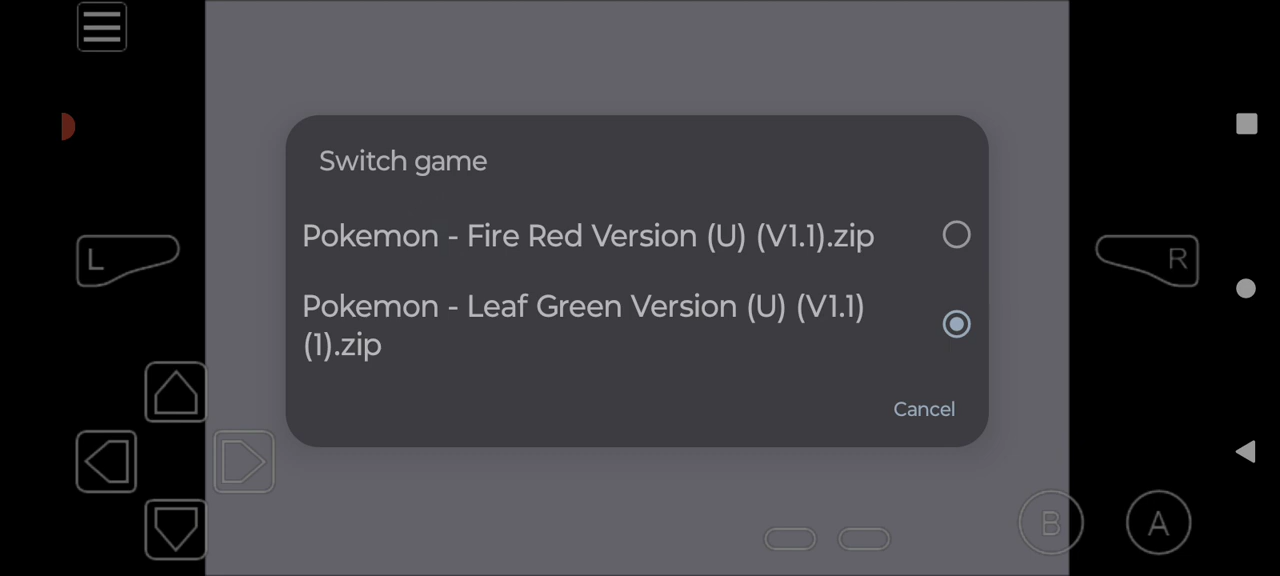 Switch game
Pokemon - Fire Red Version (U) (V1.1).zip
Pokemon - Leaf Green Version (U) (V1.1)
(1).zip
Cancel
L
R
B
A